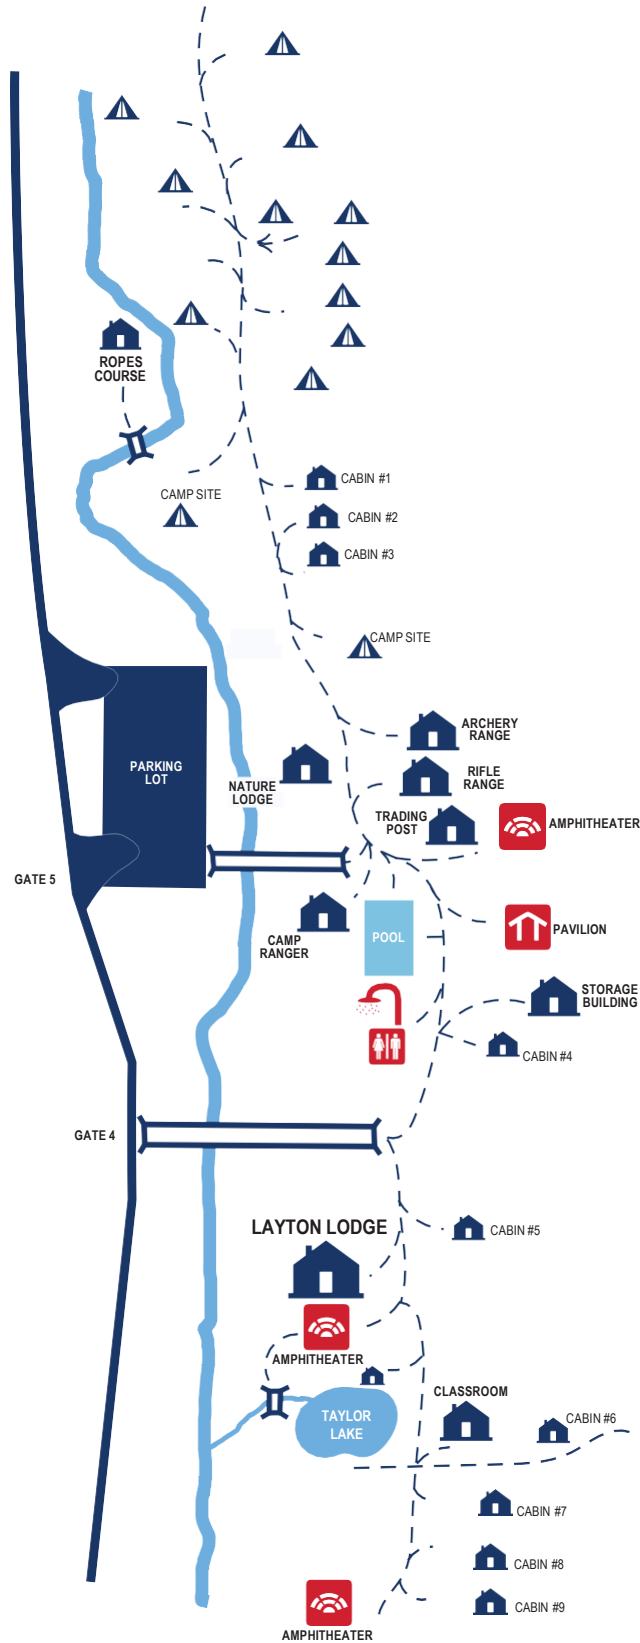 ROPES
COURSE
CABIN #1
CAMP SITE
CABIN #2
CABIN #3
CAMP SITE
ARCHERY
RANGE
PARKING
LOT
NATURE
LODGE
RIFLE
RANGE
TRADING
POST
AMPHITHEATER
GATE 5
CAMP
RANGER
POOL
PAVILION
STORAGE
BUILDING
CABIN #4
GATE 4
LAYTON LODGE
CABIN #5
AMPHITHEATER
CLASSROOM
TAYLOR
LAKE
CABIN #6
CABIN #7
CABIN #8
CABIN #9
AMPHITHEATER